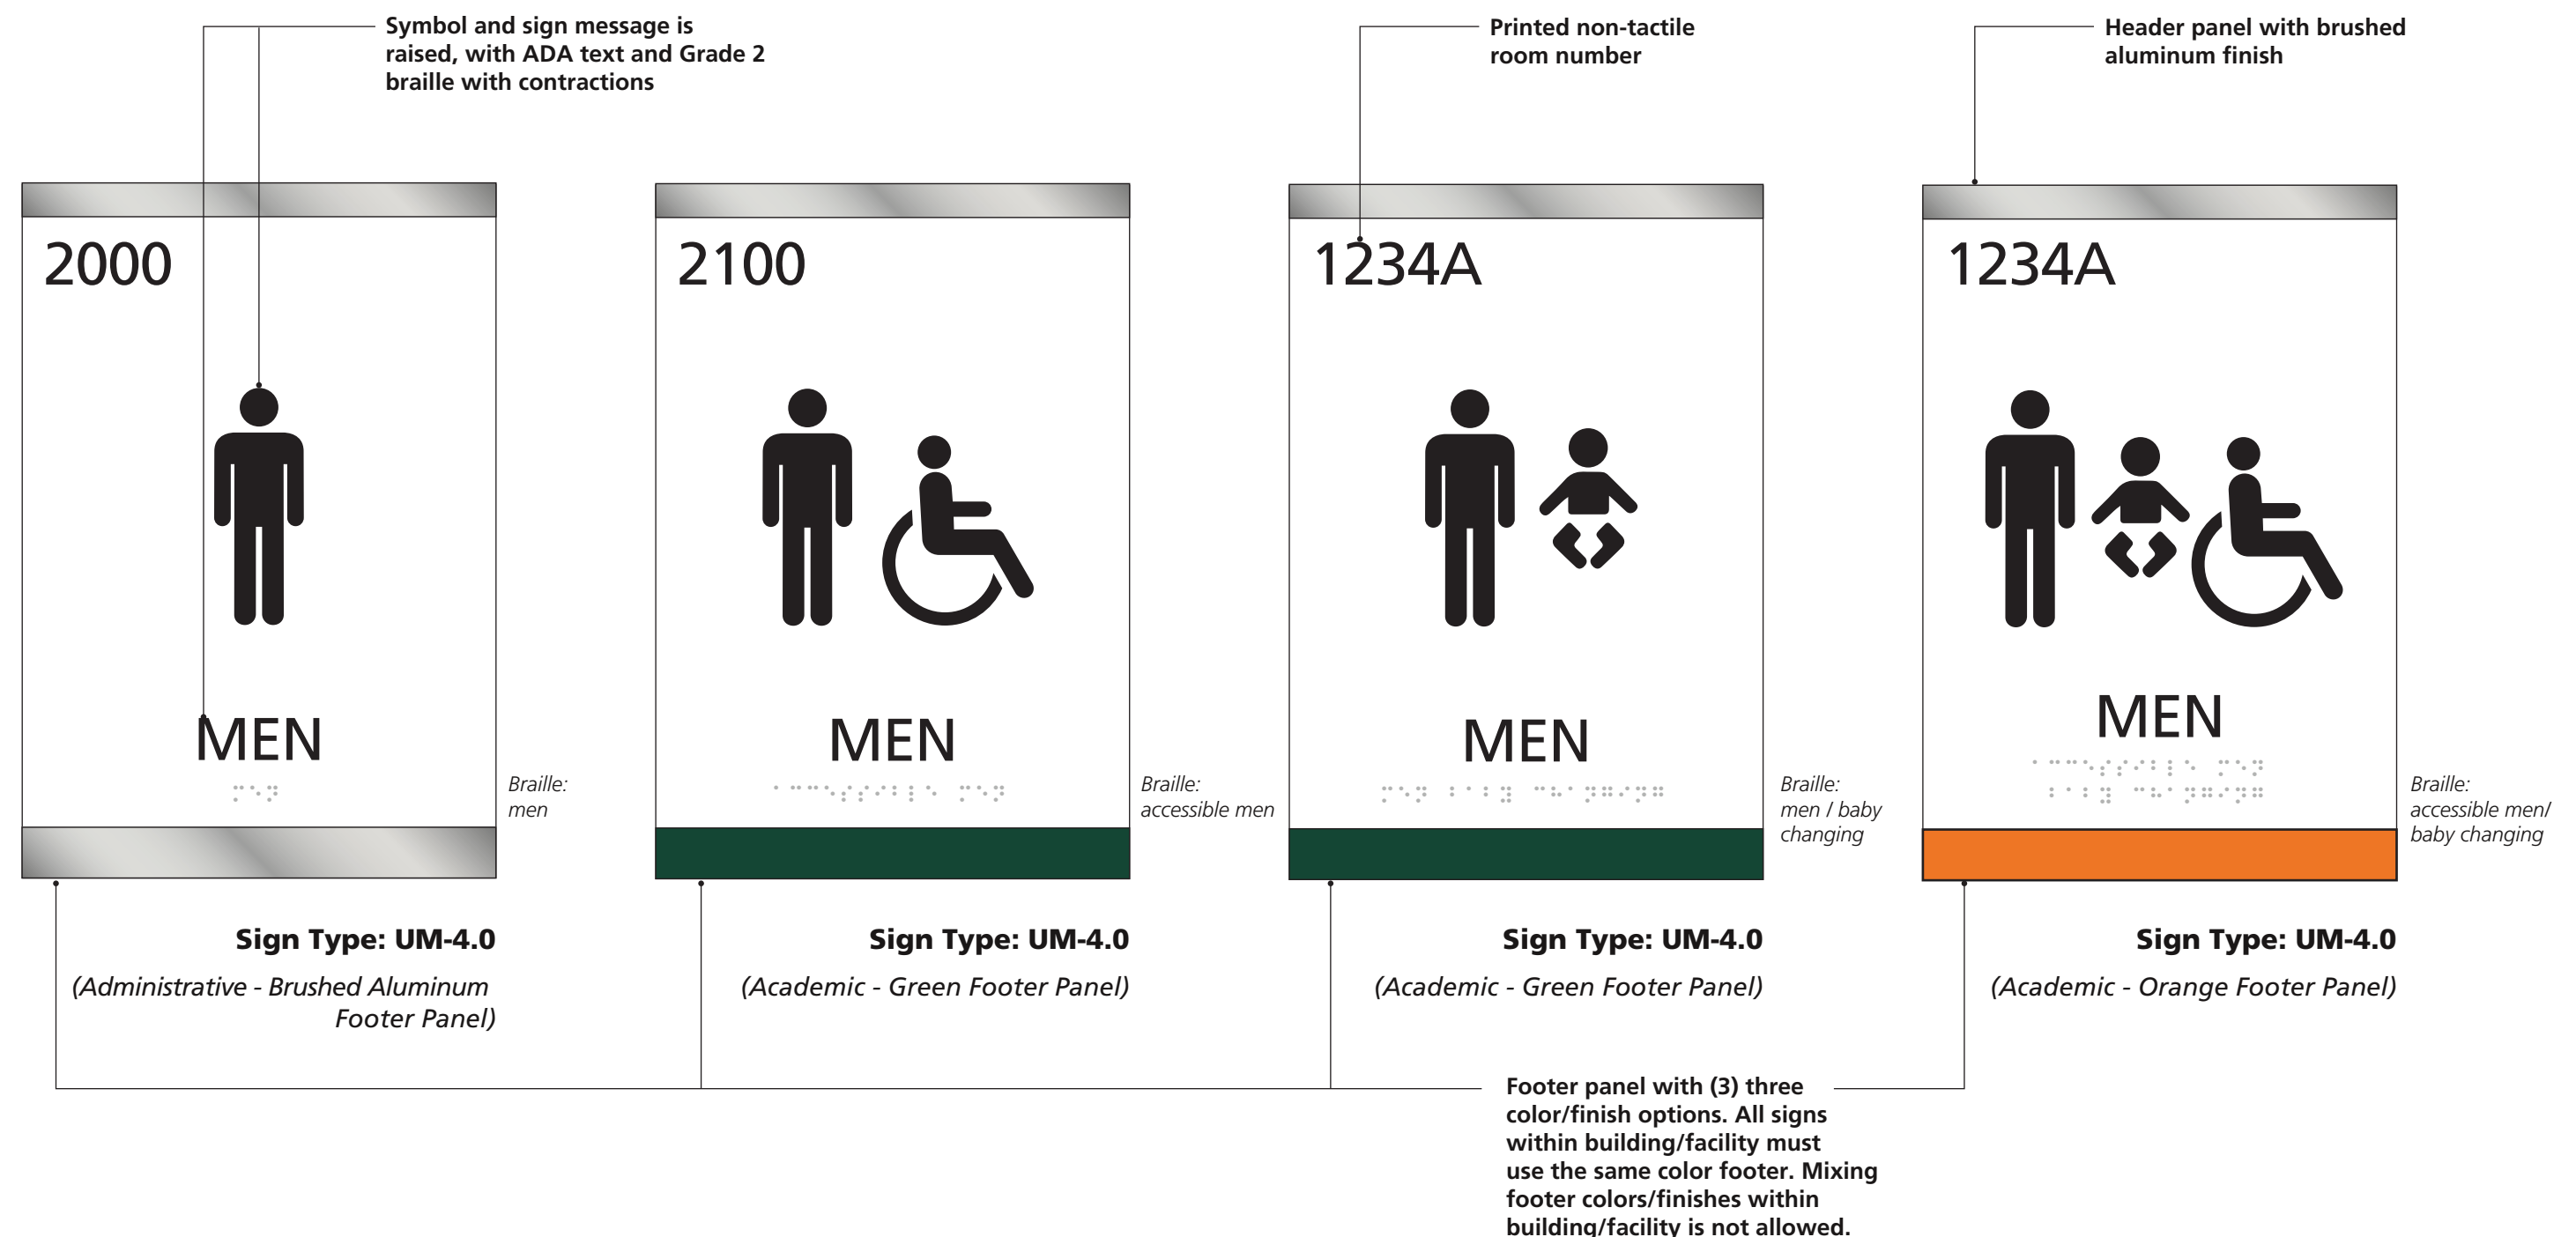 Symbol and sign message is
raised, with ADA text and Grade 2
braille with contractions
Printed non-tactile
room number
Header panel with brushed
aluminum finish
2000
MEN
Braille:
men
2100
MEN
Braille:
accessible men
1234A
MEN
Braille:
men / baby
changing
1234A
MEN
Braille:
accessible men/
baby changing
Sign Type: UM-4.0
(Administrative - Brushed Aluminum
Footer Panel)
Sign Type: UM-4.0
(Academic - Green Footer Panel)
Sign Type: UM-4.0
(Academic - Green Footer Panel)
Sign Type: UM-4.0
(Academic - Orange Footer Panel)
Footer panel with (3) three
color/finish options. All signs
within building/facility must
use the same color footer. Mixing
footer colors/finishes within
building/facility is not allowed.